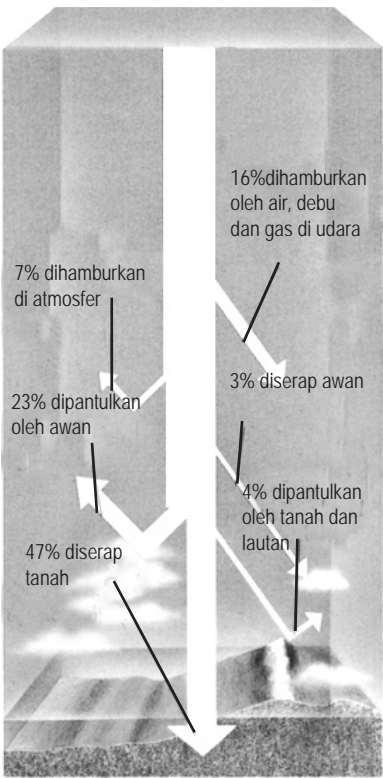 16%dihamburkan
oleh air, debu
dan gas di udara
7% dihamburkan
di atmosfer
3% diserap awan
23% dipantulkan
oleh awan
4% dipantulkan
oleh tanah dan
lautan
47% diserap
tanah